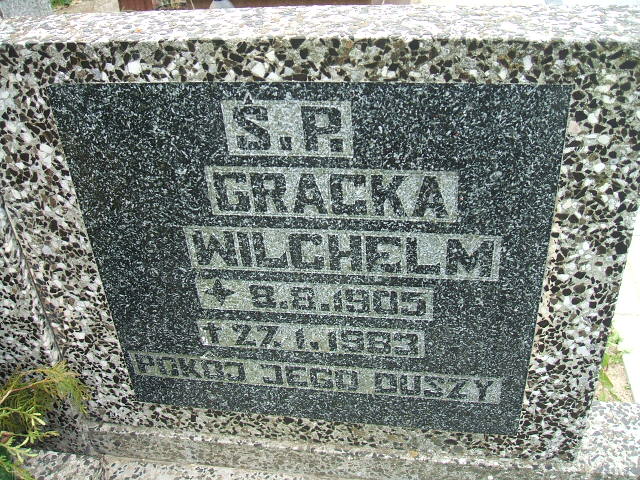 Ś.P.
GRACKA
WILCHELM
8.8.1905
†27.1.1983
POKÓJ JEGO DUSZY